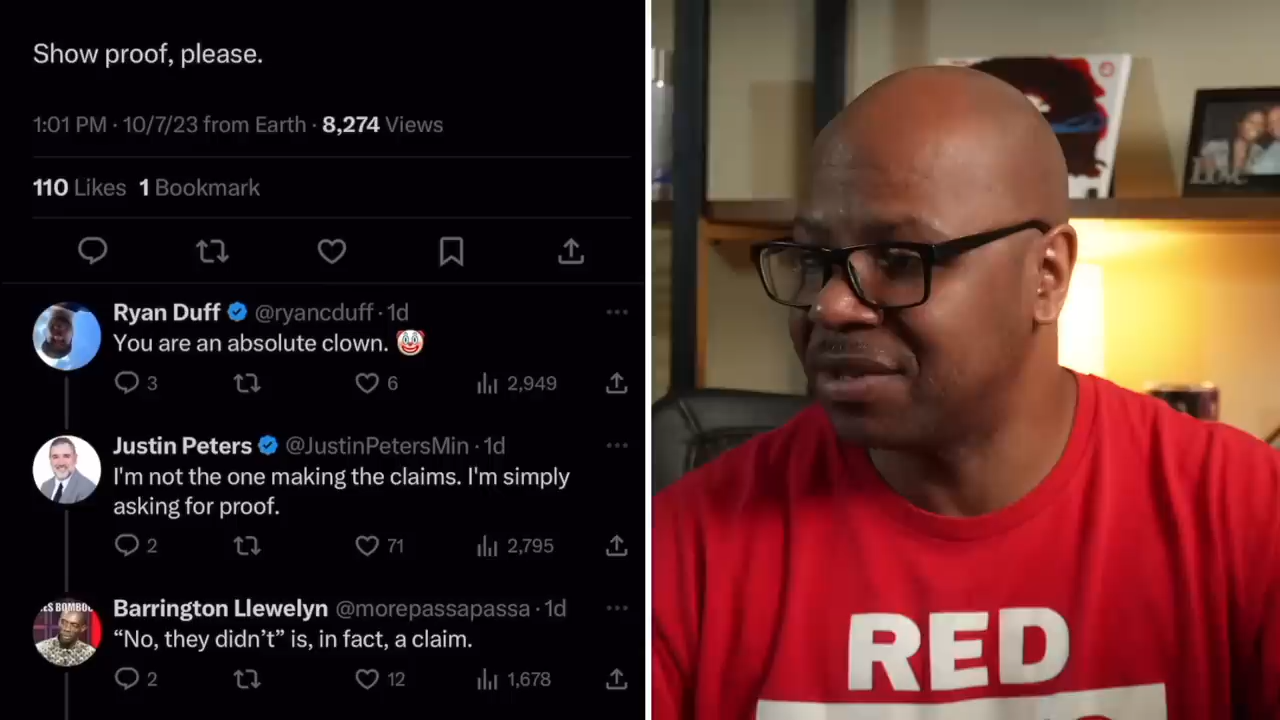 Show proof, please.
1:01 PM · 10/7/23 from Earth · 8,274 Views
110 Likes 1 Bookmark
Ryan Duff @ryancduff · 1d
You are an absolute clown. 🤡
3 6 2,949
Justin Peters @JustinPetersMin · 1d
I'm not the one making the claims. I'm simply
asking for proof.
2 71 2,795
Barrington Llewelyn @morepassapassa · 1d
“No, they didn’t” is, in fact, a claim.
2 12 1,678
RED